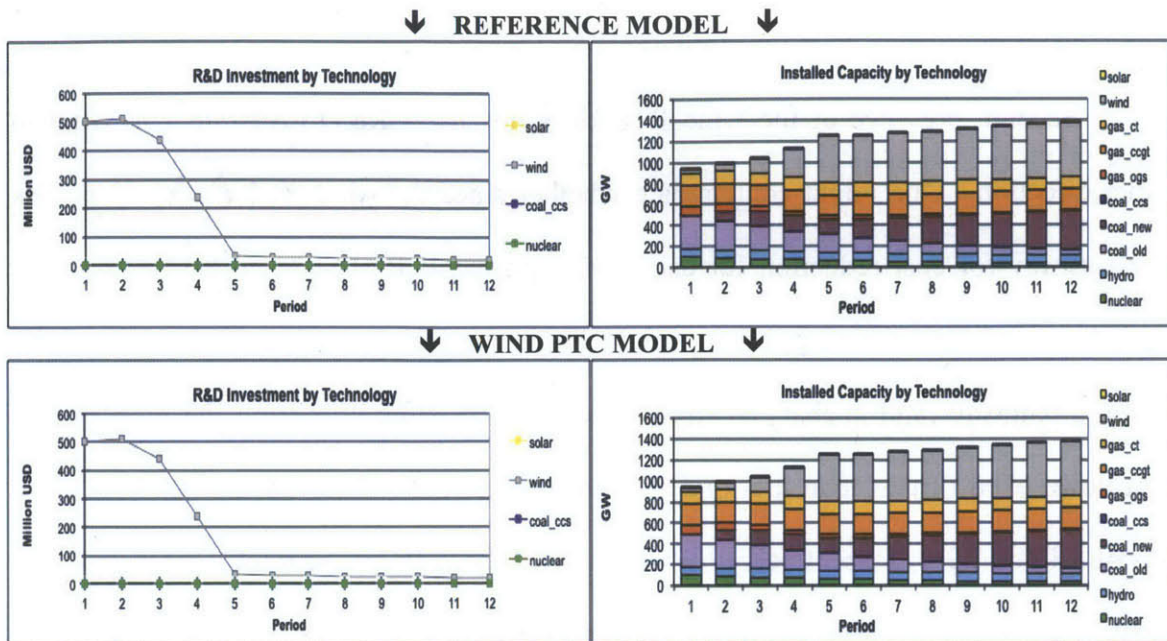 REFERENCE MODEL
R&D Investment by Technology
Million USD
600
500
400
300
200
100
0
1 2 3 4 5 6 7 8 9 10 11 12
Period
solar
wind
coal_ccs
nuclear
Installed Capacity by Technology
GW
1600
1400
1200
1000
800
600
400
200
0
1 2 3 4 5 6 7 8 9 10 11 12
Period
solar
wind
gas_ct
gas_ccgt
gas_ogs
coal_ccs
coal_new
coal_old
hydro
nuclear
WIND PTC MODEL
R&D Investment by Technology
Million USD
600
500
400
300
200
100
0
1 2 3 4 5 6 7 8 9 10 11 12
Period
solar
wind
coal_ccs
nuclear
Installed Capacity by Technology
GW
1600
1400
1200
1000
800
600
400
200
0
1 2 3 4 5 6 7 8 9 10 11 12
Period
solar
wind
gas_ct
gas_ccgt
gas_ogs
coal_ccs
coal_new
coal_old
hydro
nuclear